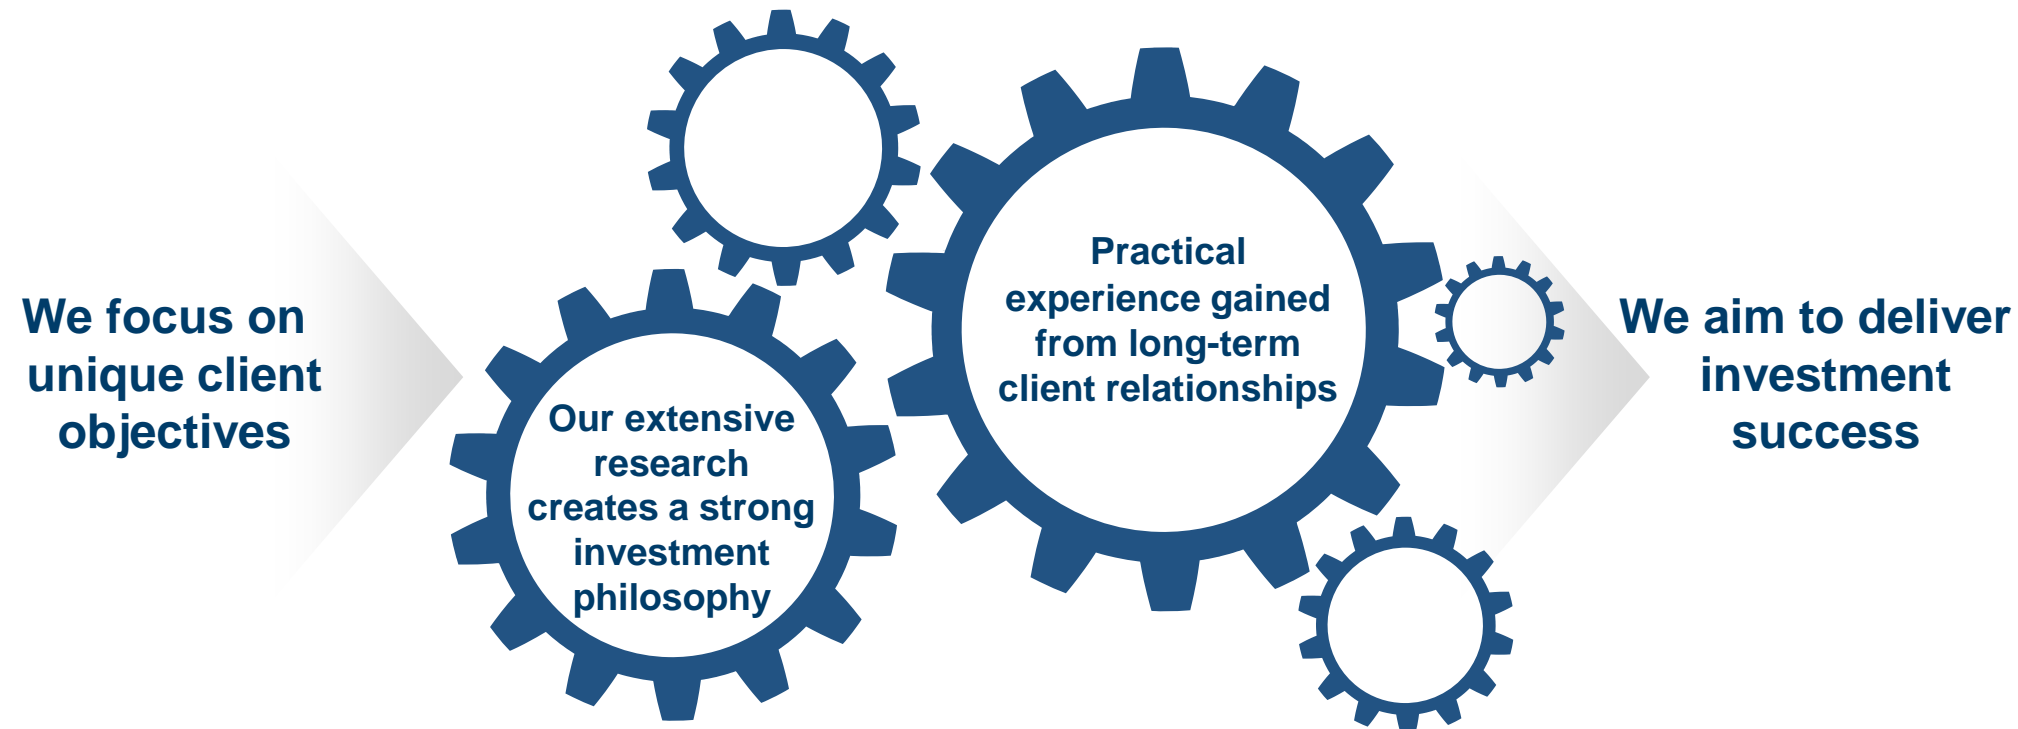 We focus on
unique client
objectives
Our extensive
research
creates a strong
investment
philosophy
Practical
experience gained
from long-term
client relationships
We aim to deliver
investment
success